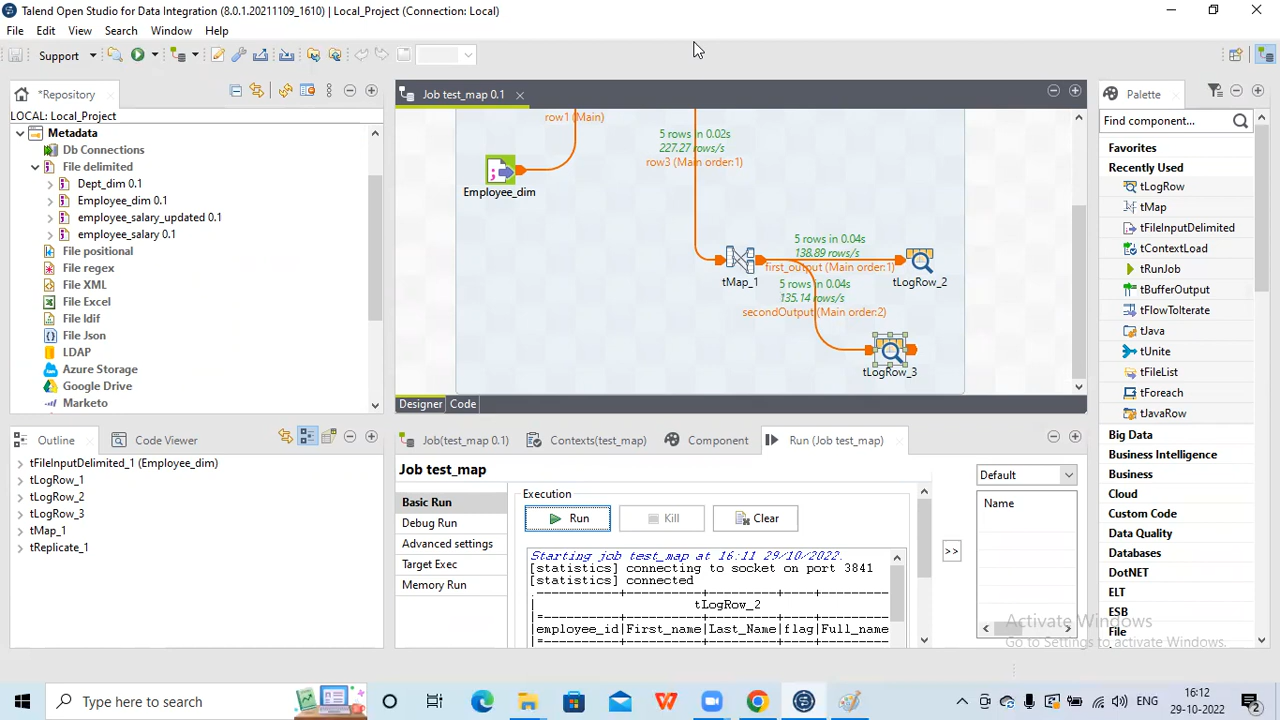 Talend Open Studio for Data Integration (8.0.1.20211109_1610) | Local_Project (Connection: Local)
File Edit View Search Window Help
Support
*Repository
LOCAL: Local_Project
Metadata
Db Connections
File delimited
Dept_dim 0.1
Employee_dim 0.1
employee_salary_updated 0.1
employee_salary 0.1
File positional
File regex
File XML
File Excel
File ldif
File Json
LDAP
Azure Storage
Google Drive
Marketo
Job test_map 0.1
row1 (Main)
5 rows in 0.02s
227.27 rows/s
row3 (Main order:1)
Employee_dim
5 rows in 0.04s
138.89 rows/s
first_output (Main order:1)
tMap_1
tLogRow_2
5 rows in 0.04s
135.14 rows/s
secondOutput (Main order:2)
tLogRow_3
Designer Code
Palette
Find component...
Favorites
Recently Used
tLogRow
tMap
tFileInputDelimited
tContextLoad
tRunJob
tBufferOutput
tFlowToIterate
tJava
tUnite
tFileList
tForeach
tJavaRow
Big Data
Business Intelligence
Business
Cloud
Custom Code
Data Quality
Databases
DotNET
ELT
ESB
File
Outline
Code Viewer
tFileInputDelimited_1 (Employee_dim)
tLogRow_1
tLogRow_2
tLogRow_3
tMap_1
tReplicate_1
Job(test_map 0.1)
Contexts(test_map)
Component
Run (Job test_map)
Job test_map
Basic Run
Debug Run
Advanced settings
Target Exec
Memory Run
Execution
Run
Kill
Clear
Starting job test_map at 16:11 29/10/2022.
[statistics] connecting to socket on port 3841
[statistics] connected
.-----------+----------+---------+----+---------
| tLogRow_2
|=----------+----------+---------+----+---------
|employee_id|First_name|Last_Name|flag|Full_name
|=----------+----------+---------+----+---------
>>
Default
Name
Activate Windows
Go to Settings to activate Windows.
Type here to search
ENG
16:12
29-10-2022
2